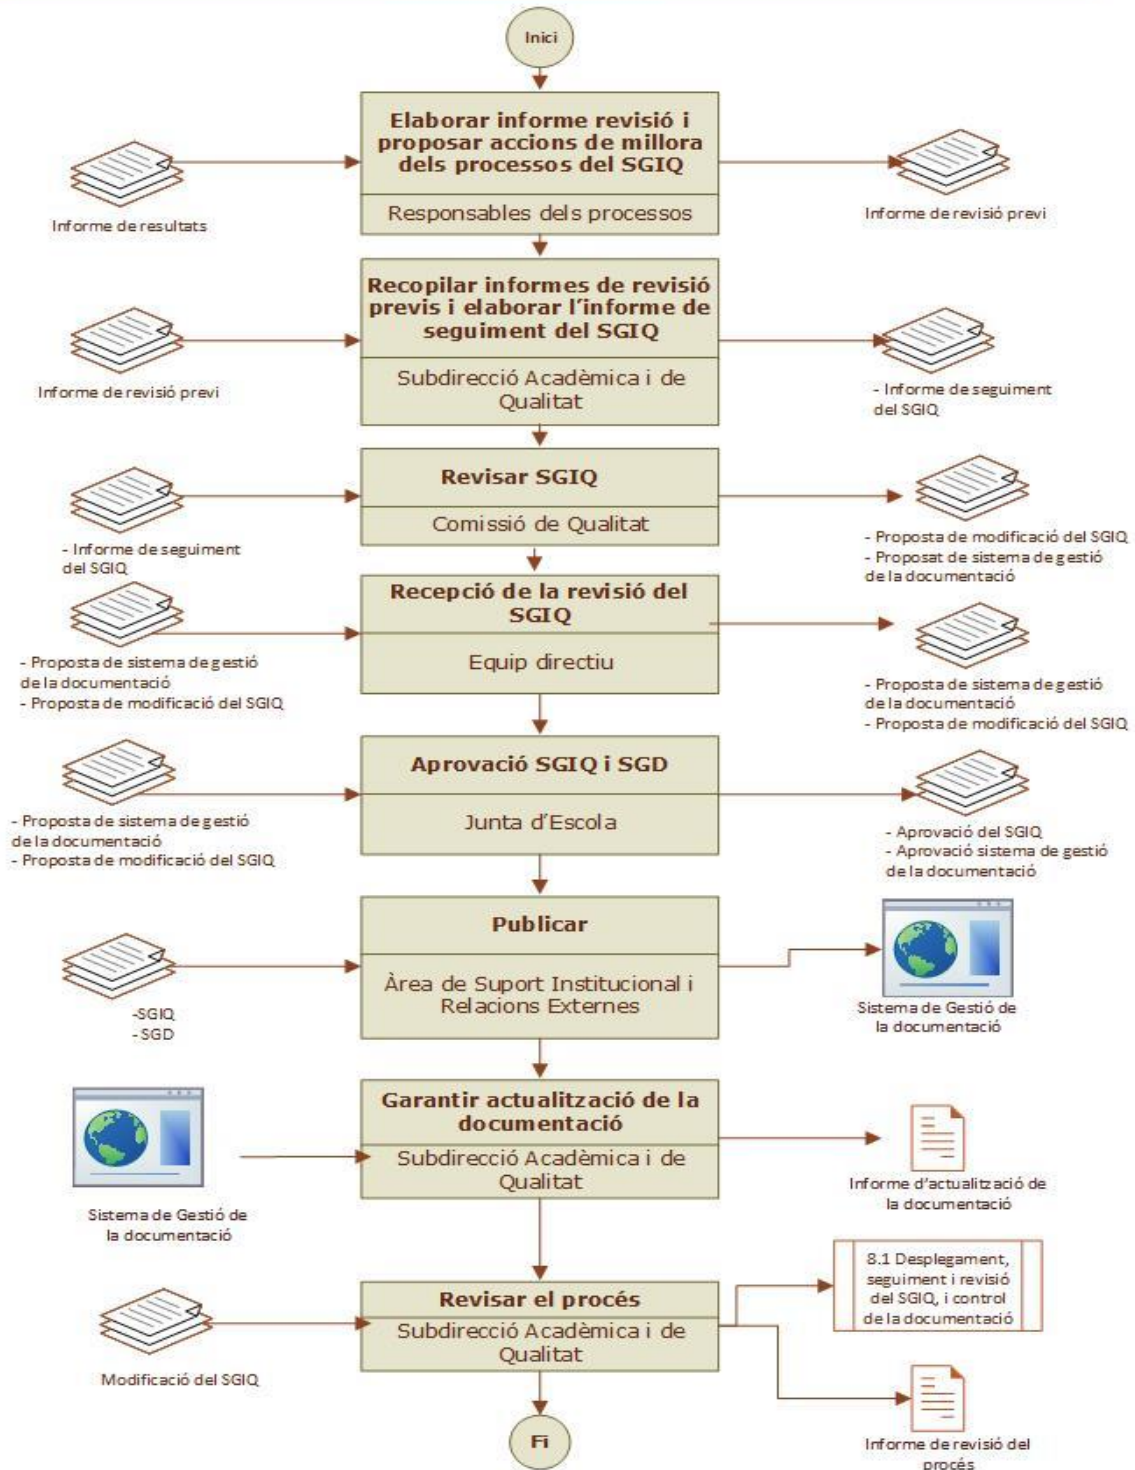 Inici
Elaborar informe revisió i
proposar accions de millora
dels processos del SGIQ
Responsables dels processos
Informe de resultats
Informe de revisió previ
Recopilar informes de revisió
previs i elaborar l'informe de
seguiment del SGIQ
Subdirecció Acadèmica i de
Qualitat
Informe de revisió previ
- Informe de seguiment
del SGIQ
Revisar SGIQ
Comissió de Qualitat
- Informe de seguiment
del SGIQ
- Proposta de modificació del SGIQ
- Proposat de sistema de gestió
de la documentació
Recepció de la revisió del
SGIQ
Equip directiu
- Proposta de sistema de gestió
de la documentació
- Proposta de modificació del SGIQ
- Proposta de sistema de gestió
de la documentació
- Proposta de modificació del SGIQ
Aprovació SGIQ i SGD
Junta d'Escola
- Proposta de sistema de gestió
de la documentació
- Proposta de modificació del SGIQ
- Aprovació del SGIQ
- Aprovació sistema de gestió
de la documentació
Publicar
Àrea de Suport Institucional i
Relacions Externes
-SGIQ
- SGD
Sistema de Gestió de
la documentació
Garantir actualització de la
documentació
Subdirecció Acadèmica i de
Qualitat
Sistema de Gestió de
la documentació
Informe d'actualització de
la documentació
Revisar el procés
Subdirecció Acadèmica i de
Qualitat
Modificació del SGIQ
8.1 Desplegament,
seguiment i revisió
del SGIQ, i control
de la documentació
Informe de revisió del
procés
Fi